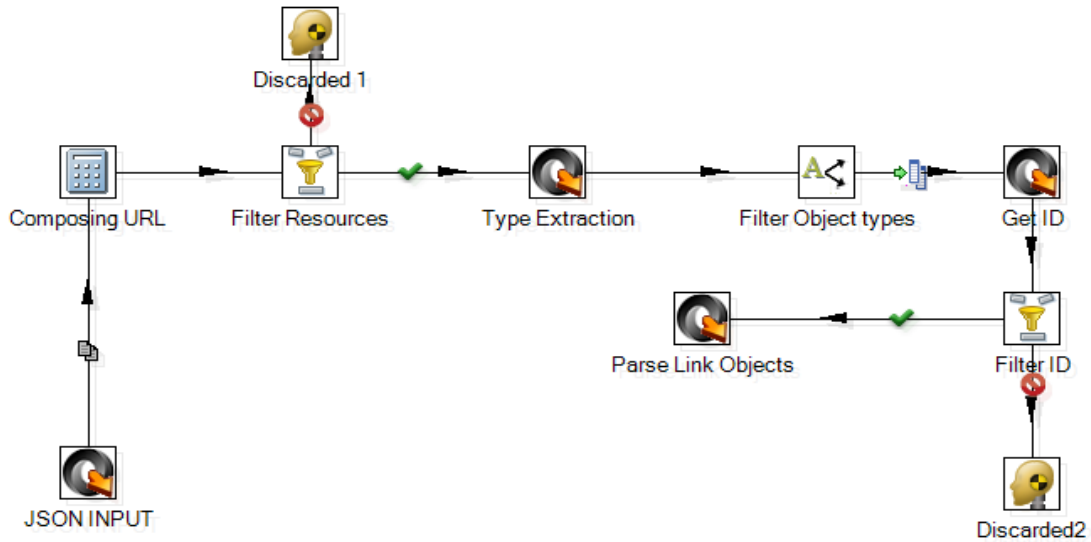 Discarded 1
Composing URL
Filter Resources
Type Extraction
Filter Object types
Get ID
Parse Link Objects
Filter ID
JSON INPUT
Discarded2